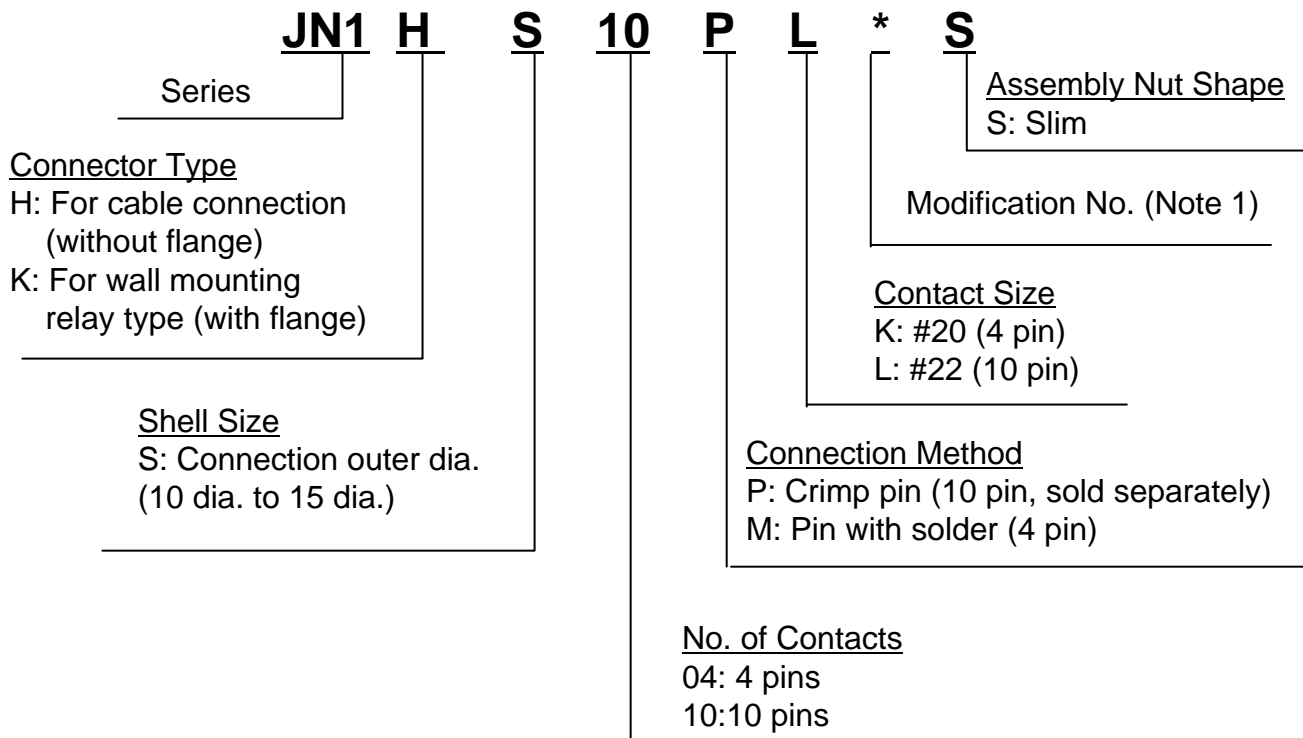 JN1 H S 10 P L * S
Series
Assembly Nut Shape
S: Slim
Connector Type
H: For cable connection
(without flange)
K: For wall mounting
relay type (with flange)
Modification No. (Note 1)
Contact Size
K: #20 (4 pin)
L: #22 (10 pin)
Shell Size
S: Connection outer dia.
(10 dia. to 15 dia.)
Connection Method
P: Crimp pin (10 pin, sold separately)
M: Pin with solder (4 pin)
No. of Contacts
04: 4 pins
10:10 pins